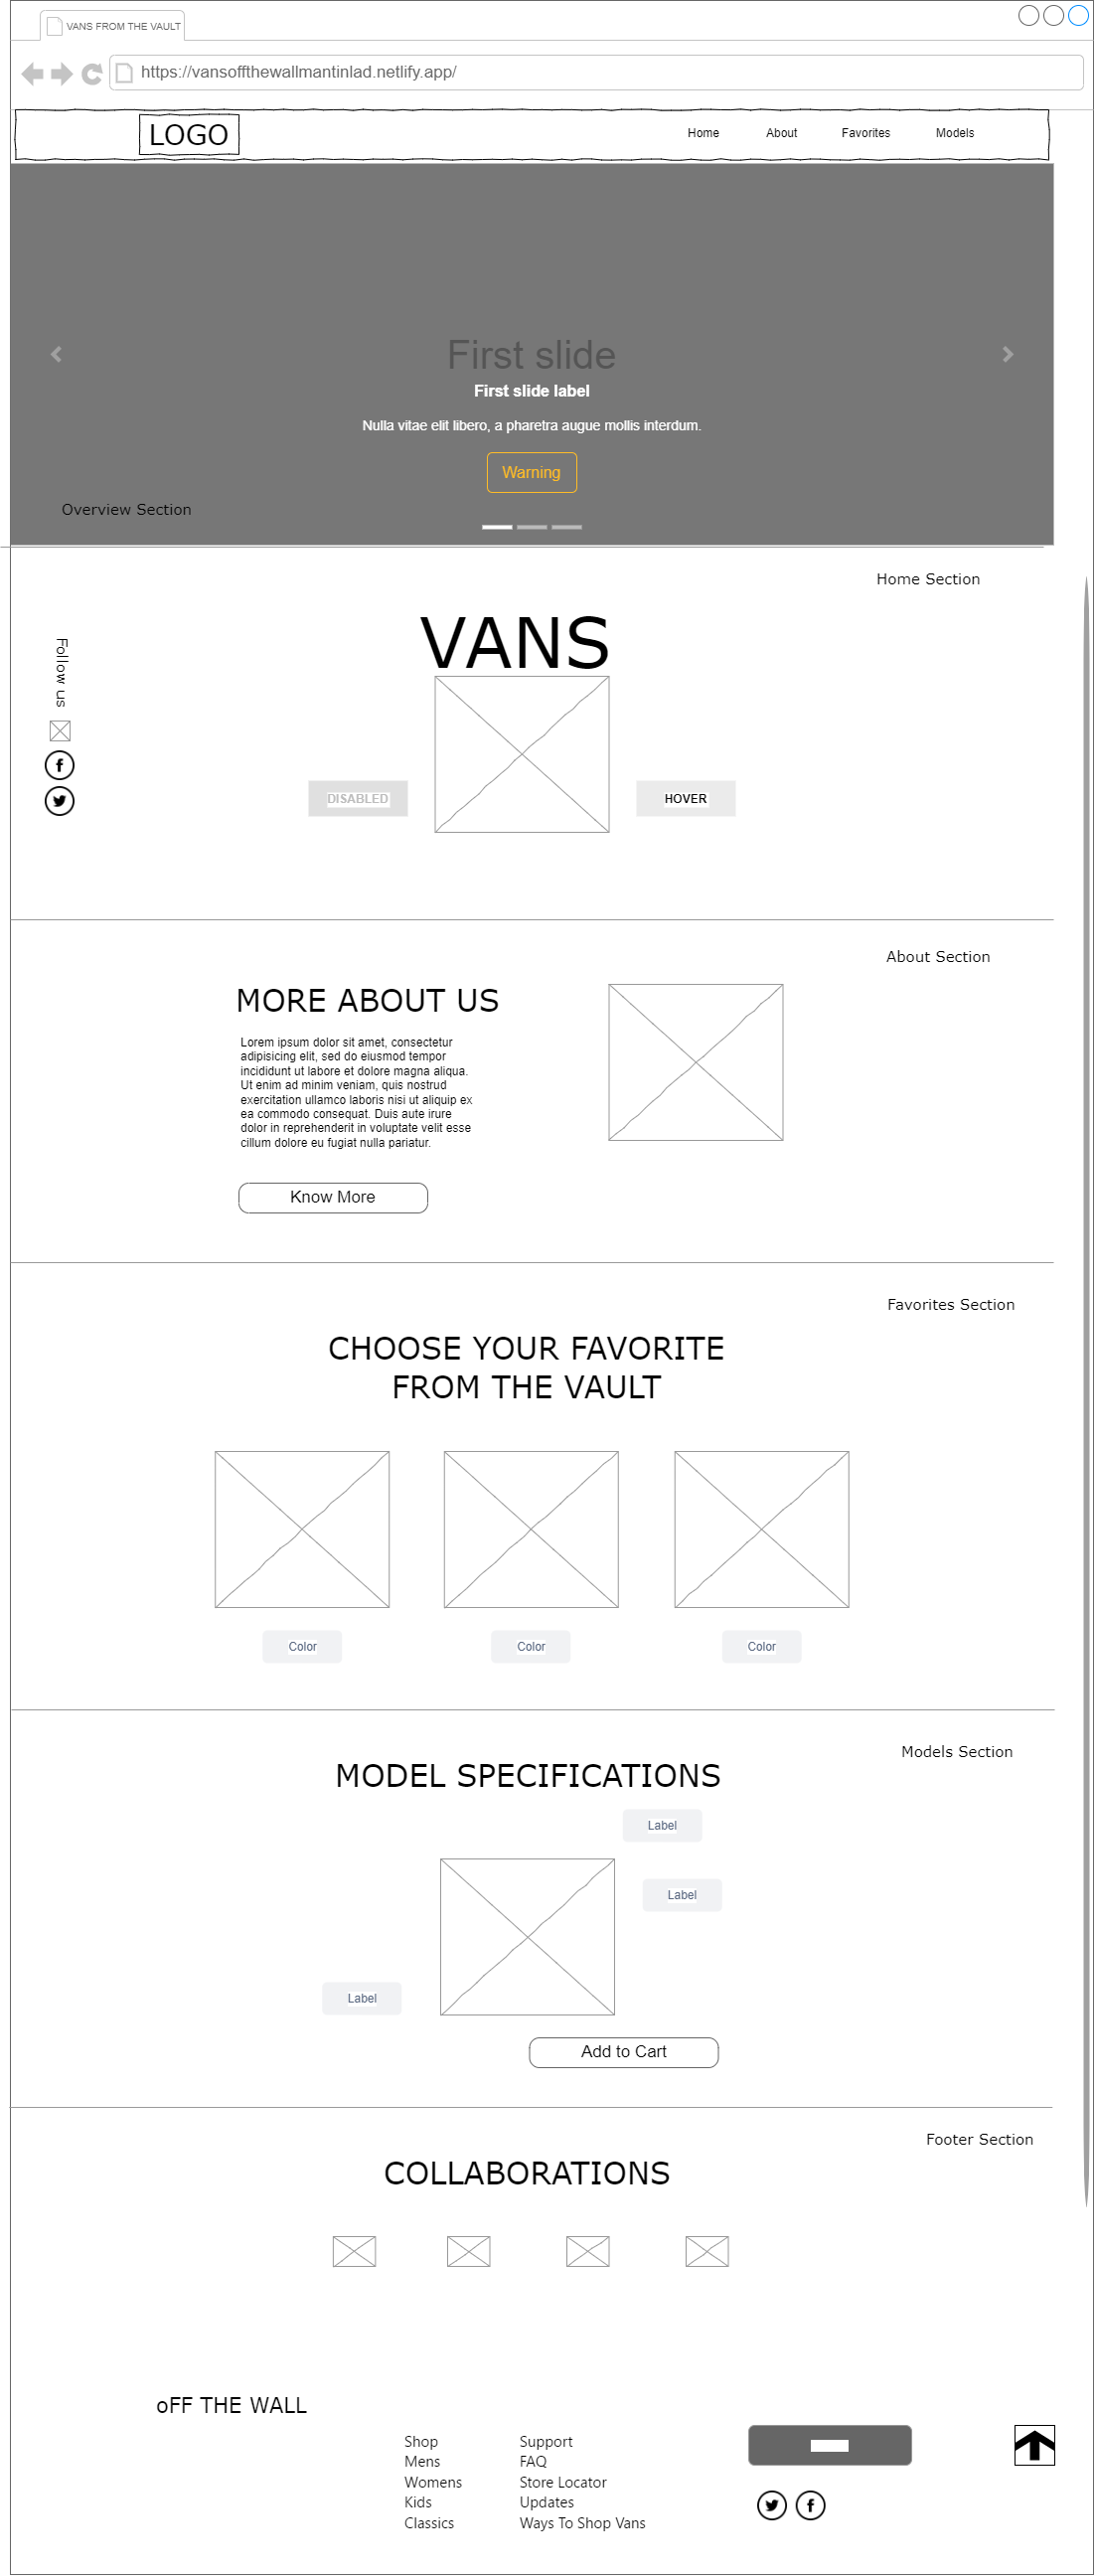 VANS FROM THE VAULT
https://vansoffthewallmantinlad.netlify.app/
LOGO
Home
About
Favorites
Models
First slide
First slide label
Nulla vitae elit libero, a pharetra augue mollis interdum.
Warning
Overview Section
Home Section
VANS
Follow us
DISABLED
HOVER
About Section
MORE ABOUT US
Lorem ipsum dolor sit amet, consectetur
adipisicing elit, sed do eiusmod tempor
incididunt ut labore et dolore magna aliqua.
Ut enim ad minim veniam, quis nostrud
exercitation ullamco laboris nisi ut aliquip ex
ea commodo consequat. Duis aute irure
dolor in reprehenderit in voluptate velit esse
cillum dolore eu fugiat nulla pariatur.
Know More
Favorites Section
CHOOSE YOUR FAVORITE
FROM THE VAULT
Color
Color
Color
Models Section
MODEL SPECIFICATIONS
Label
Label
Label
Add to Cart
Footer Section
COLLABORATIONS
oFF THE WALL
Shop
Mens
Womens
Kids
Classics
Support
FAQ
Store Locator
Updates
Ways To Shop Vans